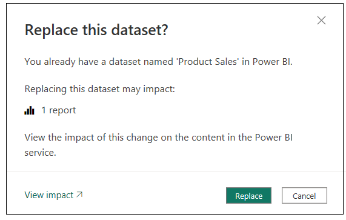 Replace this dataset?
You already have a dataset named 'Product Sales' in Power BI.
Replacing this dataset may impact:
1 report
View the impact of this change on the content in the Power BI
service.
View impact ↗
Replace
Cancel